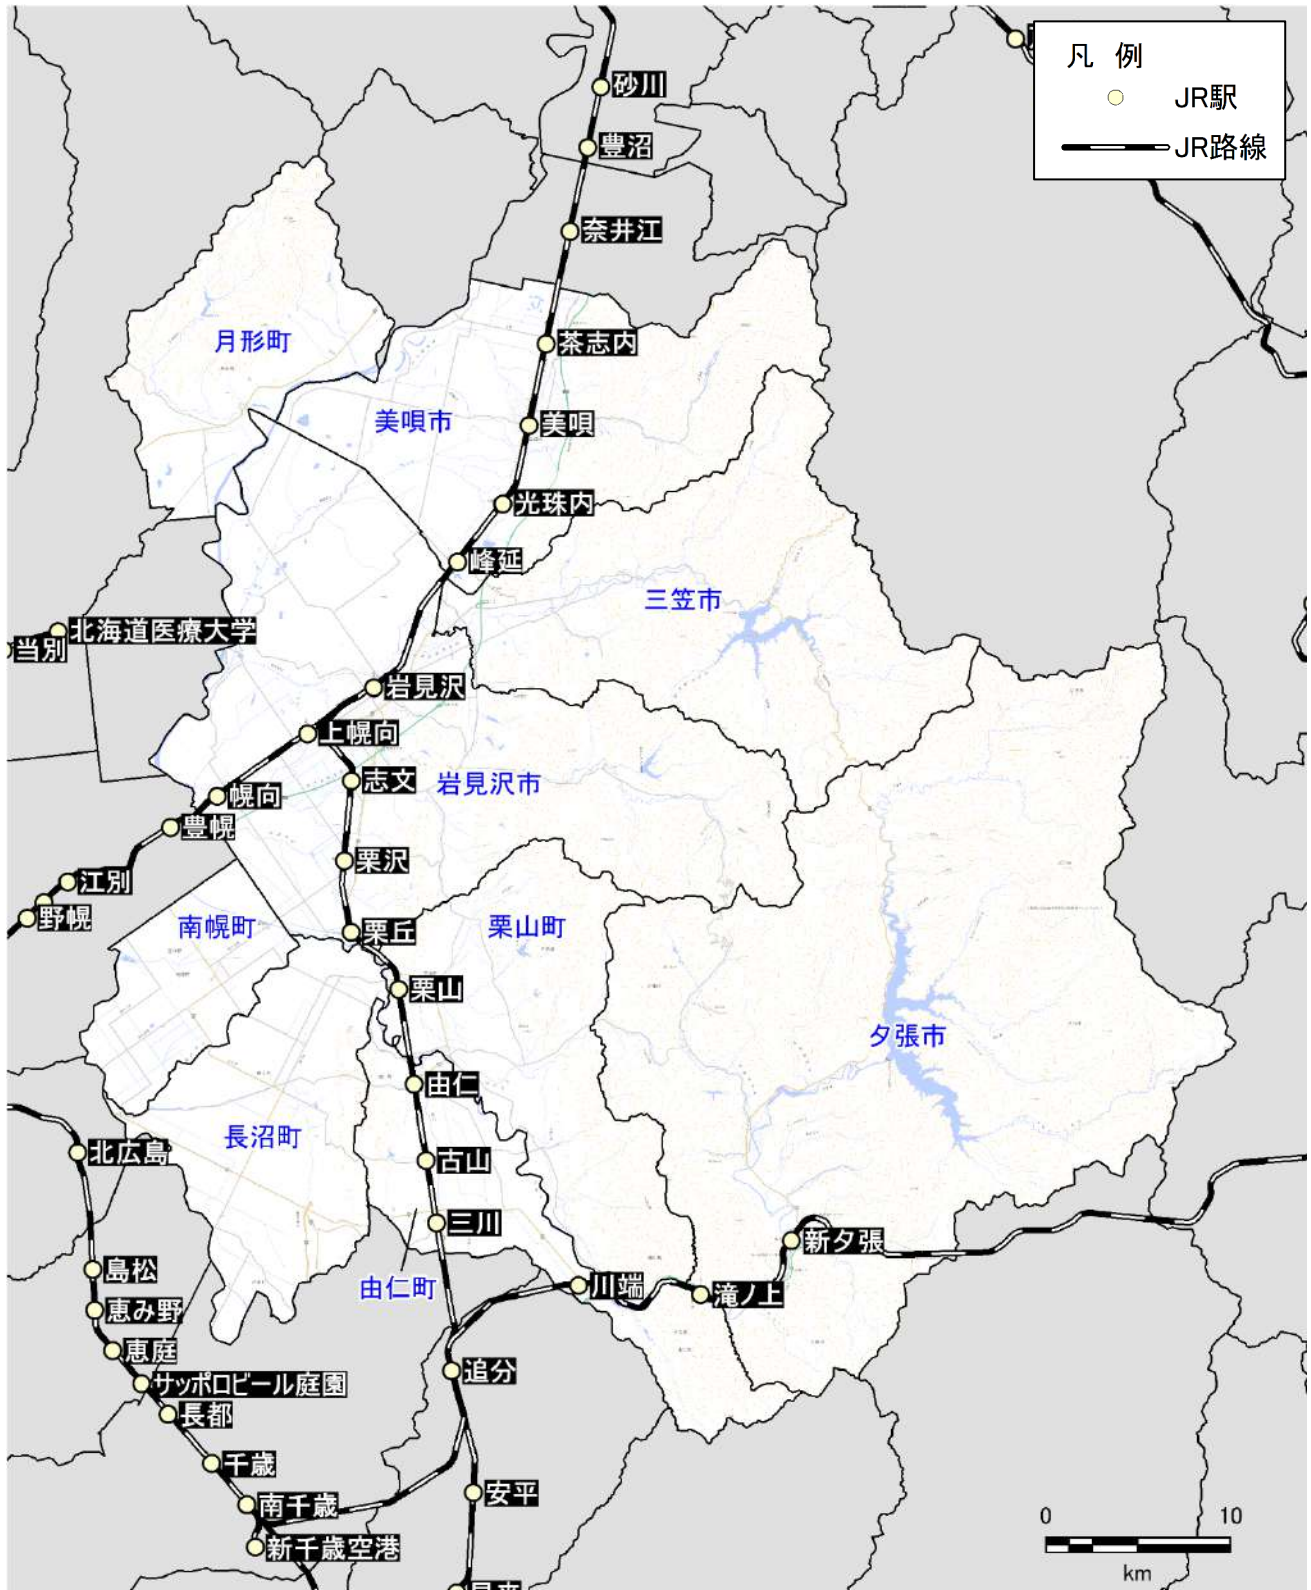 凡 例
JR駅
JR路線
砂川
豊沼
奈井江
月形町
茶志内
美唄市
美唄
光珠内
峰延
三笠市
北海道医療大学
当別
岩見沢
上幌向
志文
岩見沢市
幌向
豊幌
栗沢
江別
野幌
南幌町
栗丘
栗山町
栗山
夕張市
由仁
長沼町
北広島
古山
三川
新夕張
島松
由仁町
川端
滝ノ上
恵み野
恵庭
追分
サッポロビール庭園
長都
千歳
安平
南千歳
新千歳空港
0 10
km